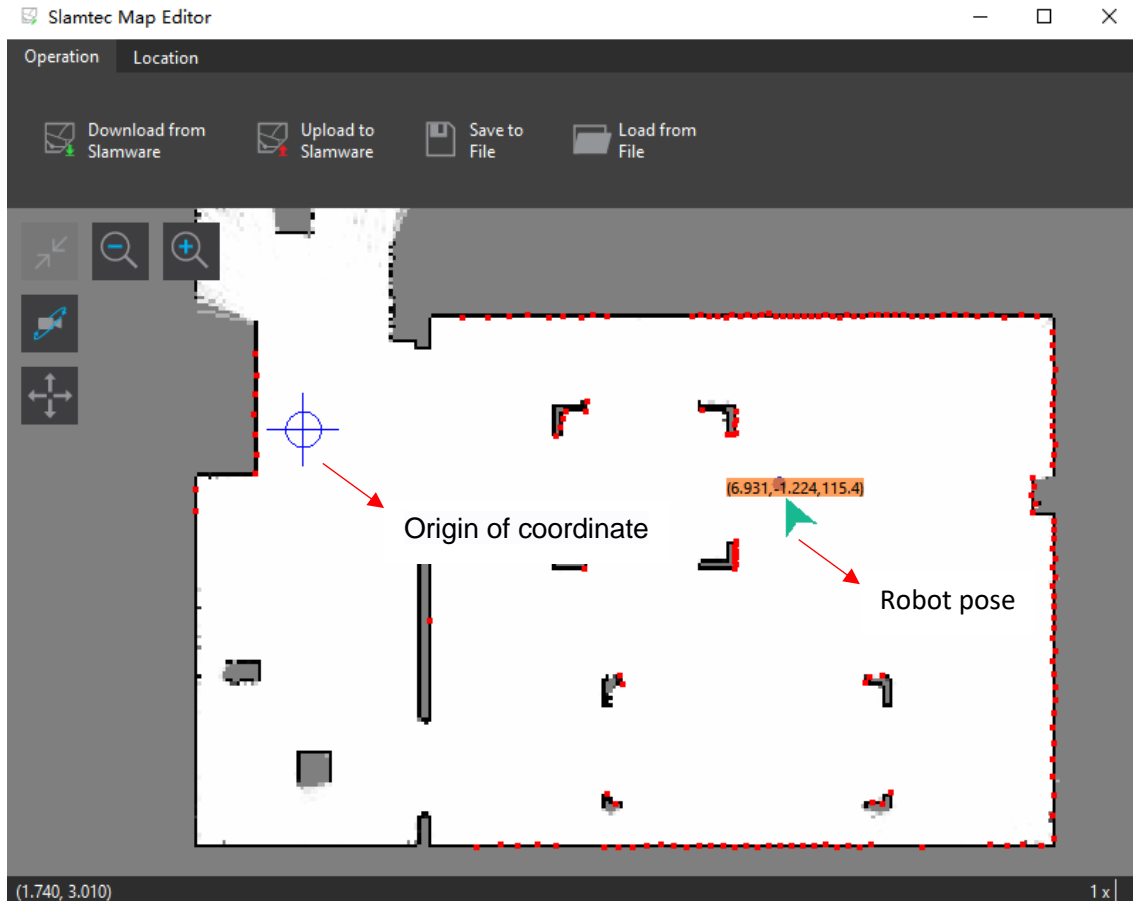 Slamtec Map Editor
Operation
Location
Download from
Slamware
Upload to
Slamware
Save to
File
Load from
File
(6.931,-1.224,115.4)
Origin of coordinate
Robot pose
(1.740, 3.010)
1 x